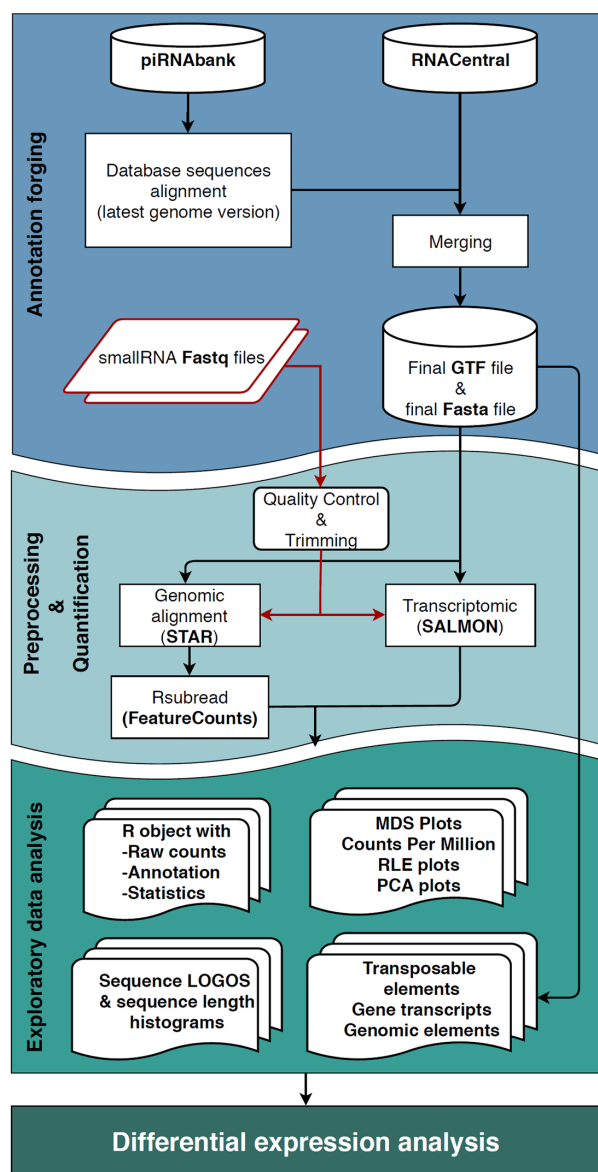 piRNAbank
RNACentral
Annotation forging
Database sequences
alignment
(latest genome version)
Merging
smallRNA Fastq files
Final GTF file
&
final Fasta file
Preprocessing
&
Quantification
Quality Control
&
Trimming
Genomic
alignment
(STAR)
Transcriptomic
(SALMON)
Rsubread
(FeatureCounts)
Exploratory data analysis
R object with
-Raw counts
-Annotation
-Statistics
MDS Plots
Counts Per Million
RLE plots
PCA plots
Sequence LOGOS
& sequence length
histograms
Transposable
elements
Gene transcripts
Genomic elements
Differential expression analysis